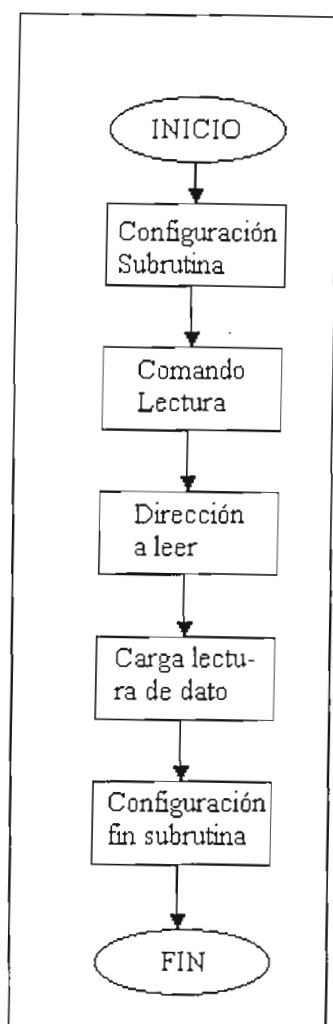 INICIO
Configuración
Subrutina
Comando
Lectura
Dirección
a leer
Carga lectu-
ra de dato
Configuración
fin subrutina
FIN